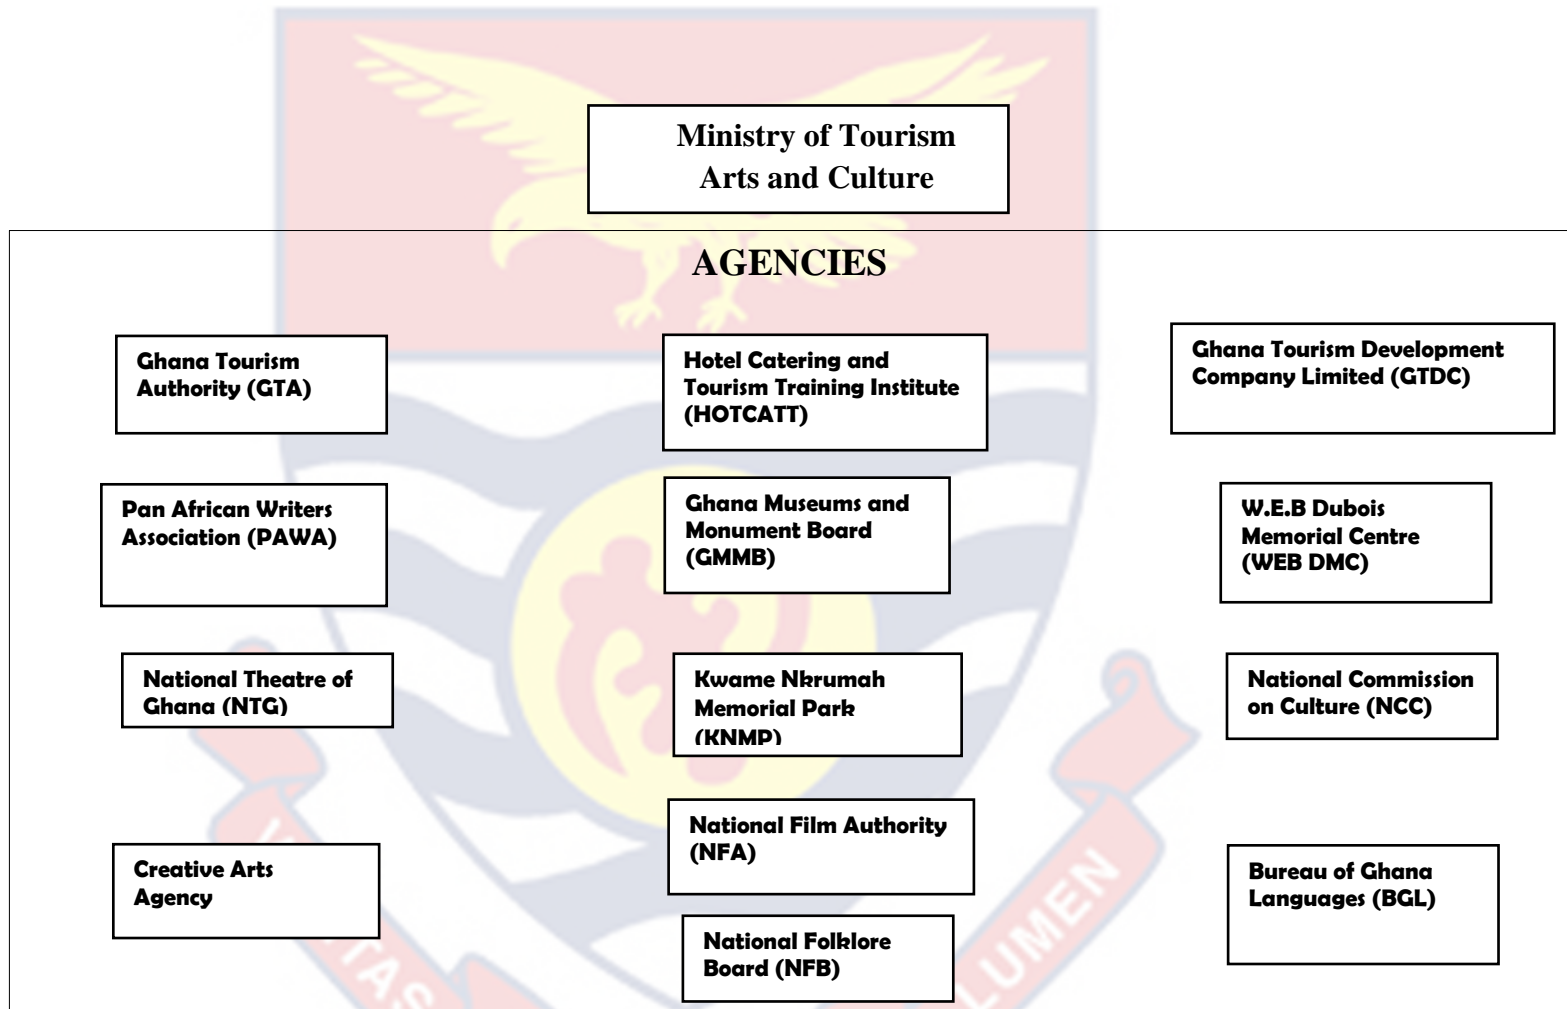 Ministry of Tourism
Arts and Culture
AGENCIES
Ghana Tourism
Authority (GTA)
Hotel Catering and
Tourism Training Institute
(HOTCATT)
Ghana Tourism Development
Company Limited (GTDC)
Pan African Writers
Association (PAWA)
Ghana Museums and
Monument Board
(GMMB)
W.E.B Dubois
Memorial Centre
(WEB DMC)
National Theatre of
Ghana (NTG)
Kwame Nkrumah
Memorial Park
(KNMP)
National Commission
on Culture (NCC)
Creative Arts
Agency
National Film Authority
(NFA)
Bureau of Ghana
Languages (BGL)
National Folklore
Board (NFB)
LUMEN